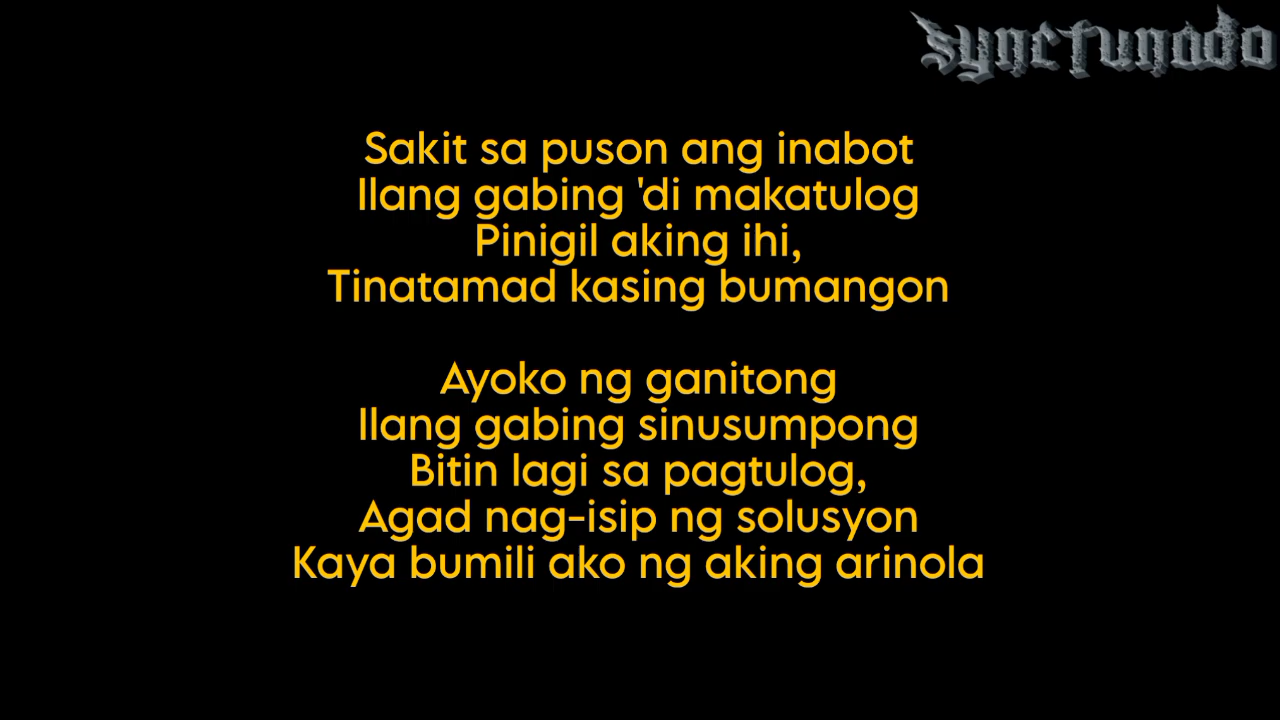 synctunado
Sakit sa puson ang inabot
Ilang gabing 'di makatulog
Pinigil aking ihi,
Tinatamad kasing bumangon
Ayoko ng ganitong
Ilang gabing sinusumpong
Bitin lagi sa pagtulog,
Agad nag-isip ng solusyon
Kaya bumili ako ng aking arinola